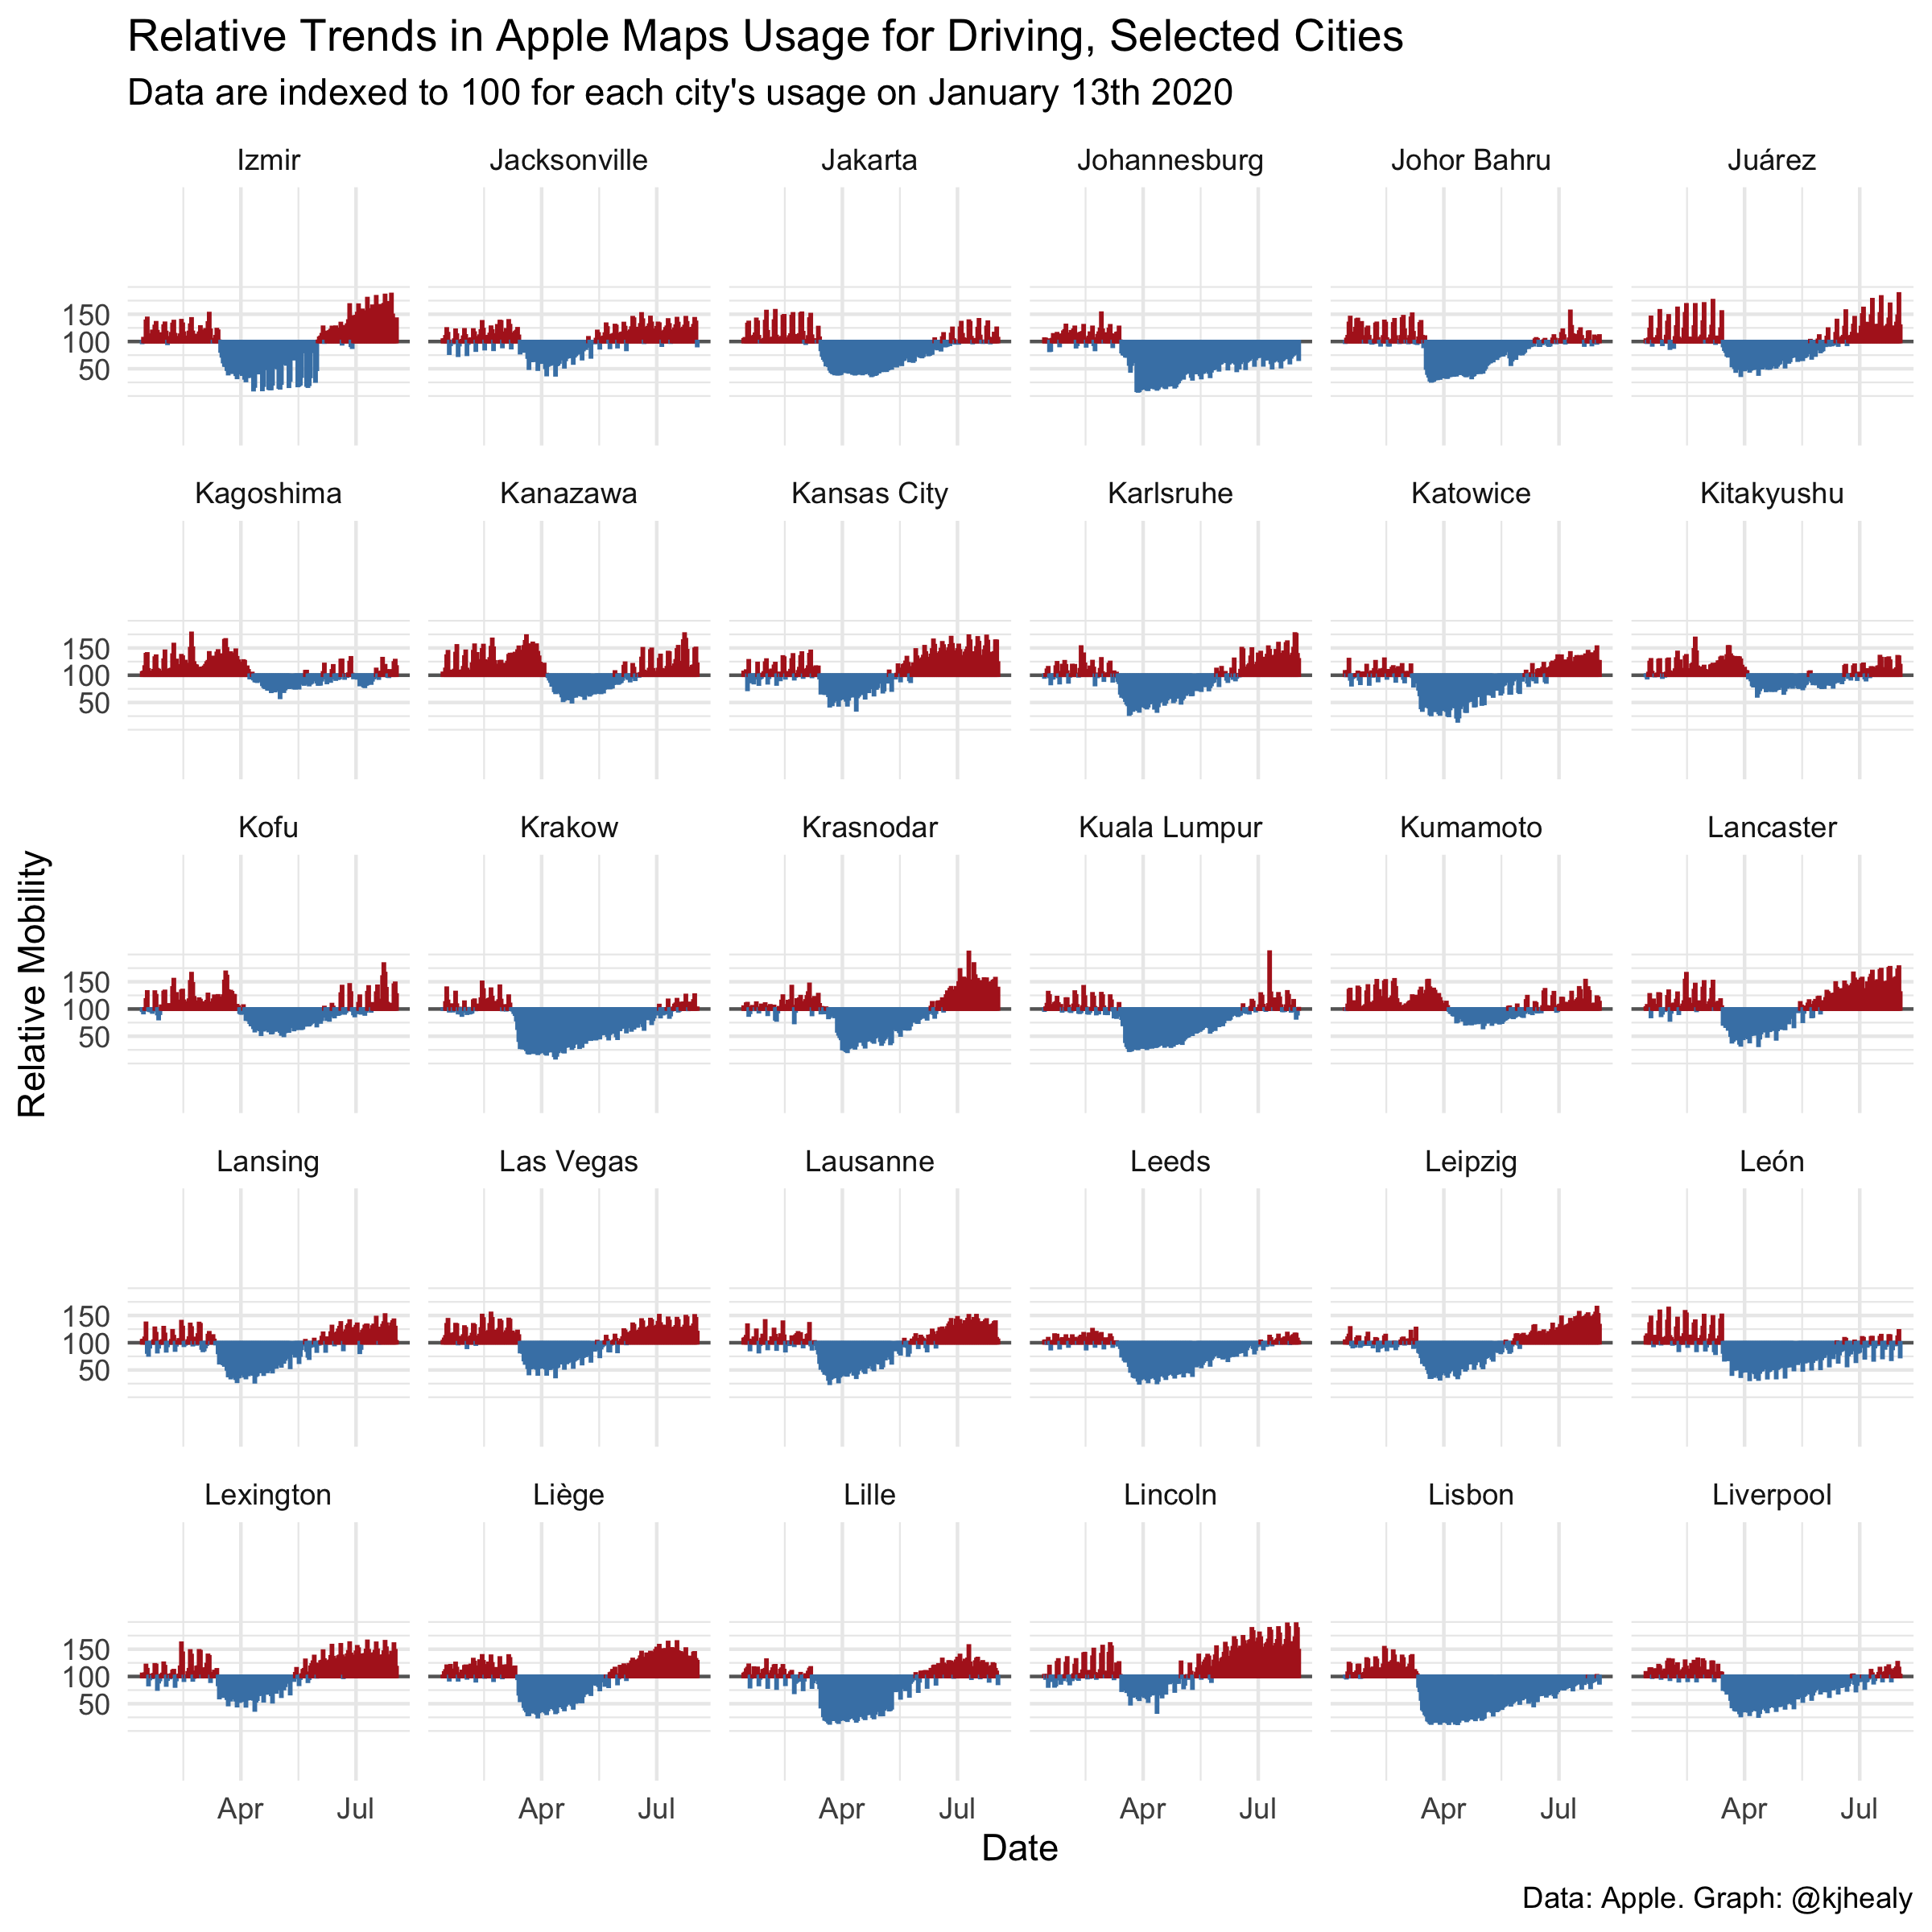 Relative Trends in Apple Maps Usage for Driving, Selected Cities
Data are indexed to 100 for each city's usage on January 13th 2020
Izmir Jacksonville Jakarta Johannesburg Johor Bahru Juárez
150
100
50
Kagoshima Kanazawa Kansas City Karlsruhe Katowice Kitakyushu
150
100
50
Kofu Krakow Krasnodar Kuala Lumpur Kumamoto Lancaster
150
100
50
Relative Mobility
Lansing Las Vegas Lausanne Leeds Leipzig León
150
100
50
Lexington Liège Lille Lincoln Lisbon Liverpool
150
100
50
Apr Jul Apr Jul Apr Jul Apr Jul Apr Jul Apr Jul
Date
Data: Apple. Graph: @kjhealy